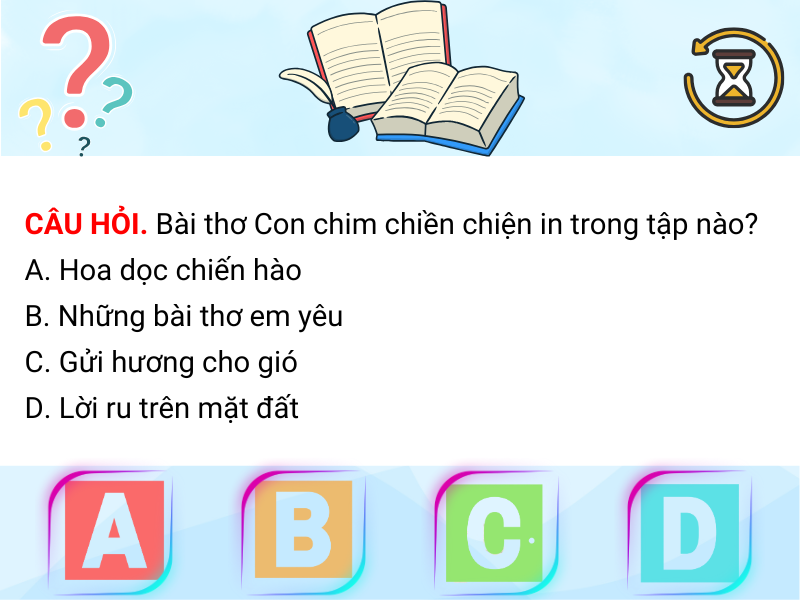 ? ? ? ?
CÂU HỎI. Bài thơ Con chim chiền chiện in trong tập nào?
A. Hoa dọc chiến hào
B. Những bài thơ em yêu
C. Gửi hương cho gió
D. Lời ru trên mặt đất
A B C D